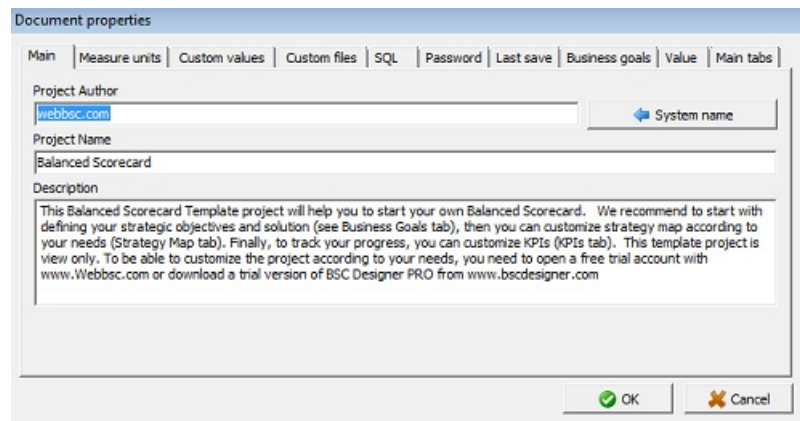 Document properties
Main Measure units Custom values Custom files SQL Password Last save Business goals Value Main tabs
Project Author
webbsc.com System name
Project Name
Balanced Scorecard
Description
This Balanced Scorecard Template project will help you to start your own Balanced Scorecard. We recommend to start with
defining your strategic objectives and solution (see Business Goals tab), then you can customize strategy map according to
your needs (Strategy Map tab). Finally, to track your progress, you can customize KPIs (KPIs tab). This template project is
view only. To be able to customize the project according to your needs, you need to open a free trial account with
www.Webbsc.com or download a trial version of BSC Designer PRO from www.bscdesigner.com
OK Cancel